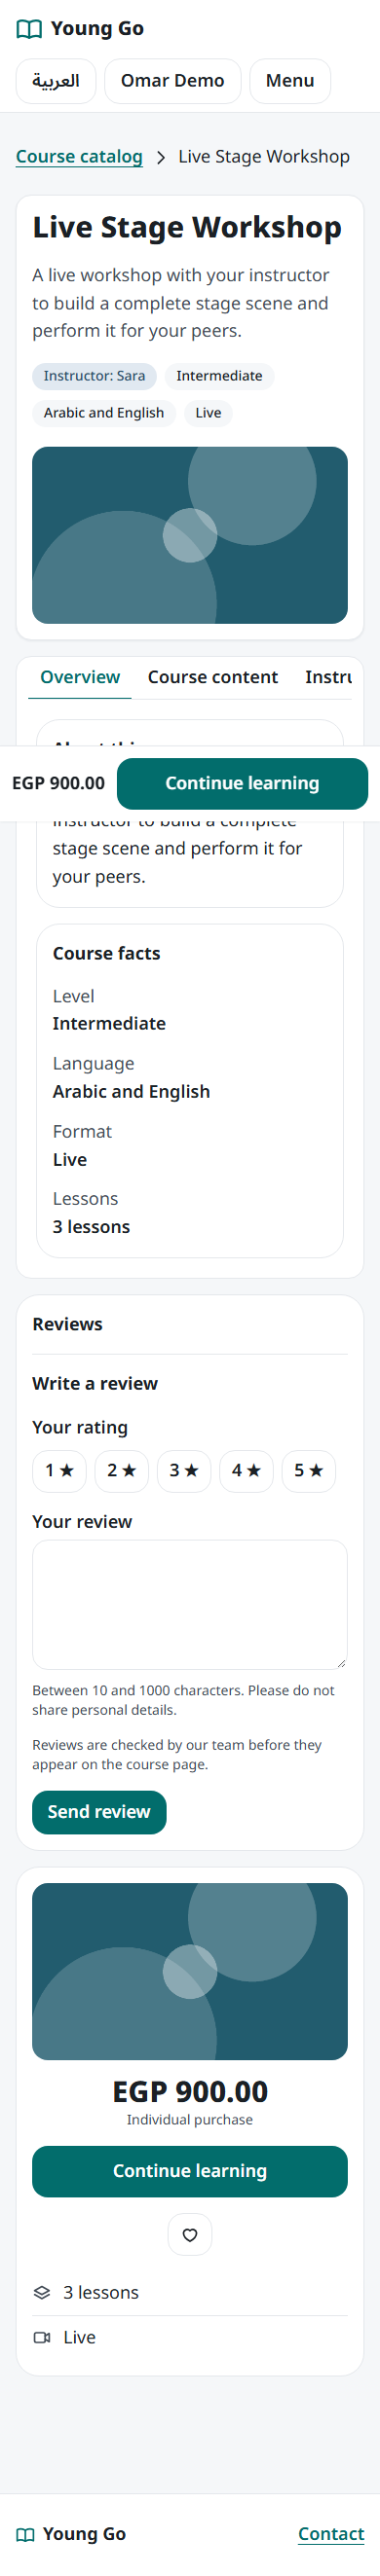 Young Go
العربية
Omar Demo
Menu
Course catalog > Live Stage Workshop
Live Stage Workshop
A live workshop with your instructor
to build a complete stage scene and
perform it for your peers.
Instructor: Sara
Intermediate
Arabic and English
Live
Overview
Course content
EGP 900.00
Continue learning
stage scene and perform it for
your peers.
Course facts
Level
Intermediate
Language
Arabic and English
Format
Live
Lessons
3 lessons
Reviews
Write a review
Your rating
1 ★
2 ★
3 ★
4 ★
5 ★
Your review
Between 10 and 1000 characters. Please do not
share personal details.
Reviews are checked by our team before they
appear on the course page.
Send review
EGP 900.00
Individual purchase
Continue learning
3 lessons
Live
Young Go
Contact